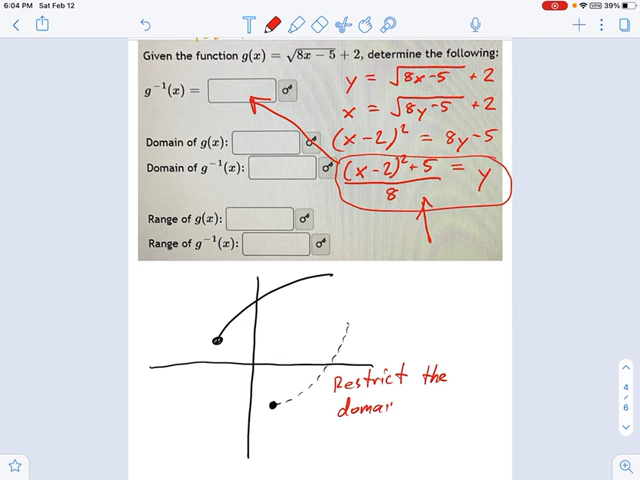 6:04 PM Sat Feb 12
39%
Given the function g(x) = √(8x − 5) + 2, determine the following:
g⁻¹(x) =
y = √(8x-5) + 2
x = √(8y-5) + 2
(x-2)² = 8y-5
(x-2)²+5 / 8 = y
Domain of g(x):
Domain of g⁻¹(x):
Range of g(x):
Range of g⁻¹(x):
Restrict the
domai
4
/
6